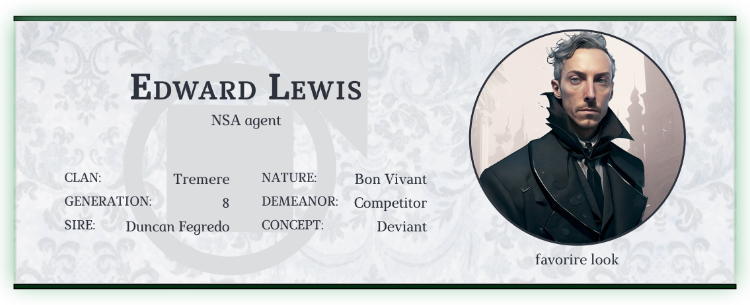 Edward Lewis
NSA agent
CLAN: Tremere NATURE: Bon Vivant
GENERATION: 8 DEMEANOR: Competitor
SIRE: Duncan Fegredo CONCEPT: Deviant
favorire look